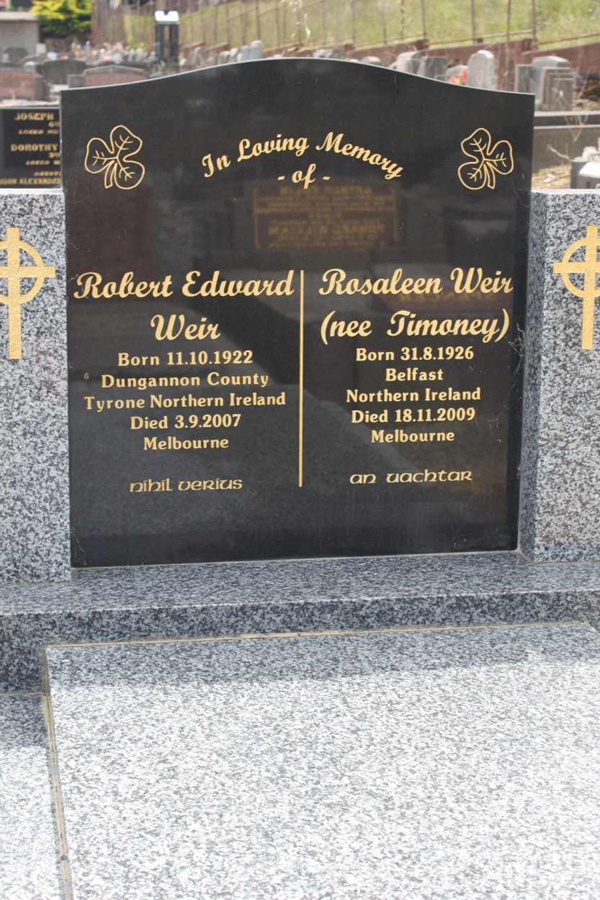 JOSEPH
DOROTHY
In Loving Memory
- of -
Robert Edward
Weir
Born 11.10.1922
Dungannon County
Tyrone Northern Ireland
Died 3.9.2007
Melbourne
nihil verius
Rosaleen Weir
(nee Timoney)
Born 31.8.1926
Belfast
Northern Ireland
Died 18.11.2009
Melbourne
an uachtar